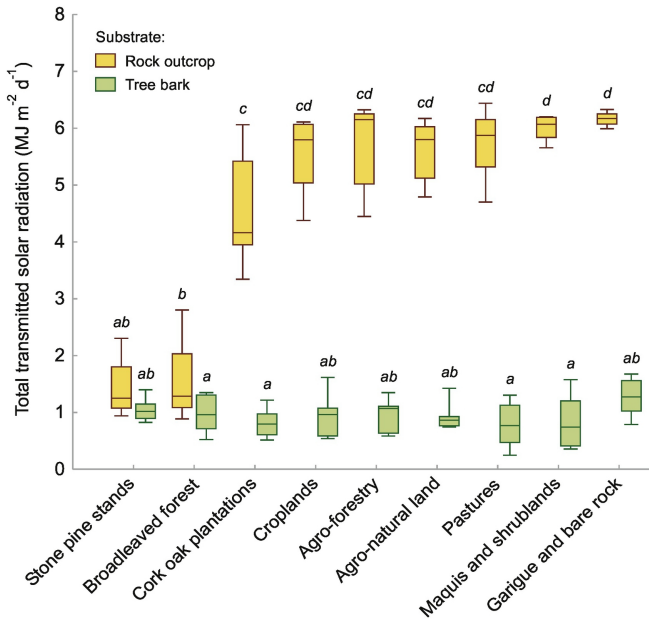 Substrate:
Rock outcrop
Tree bark
Total transmitted solar radiation (MJ m⁻² d⁻¹)
8
7
6
5
4
3
2
1
0
ab
ab
b
a
c
a
cd
ab
cd
ab
cd
ab
cd
a
d
a
d
ab
Stone pine stands
Broadleaved forest
Cork oak plantations
Croplands
Agro-forestry
Agro-natural land
Pastures
Maquis and shrublands
Garigue and bare rock